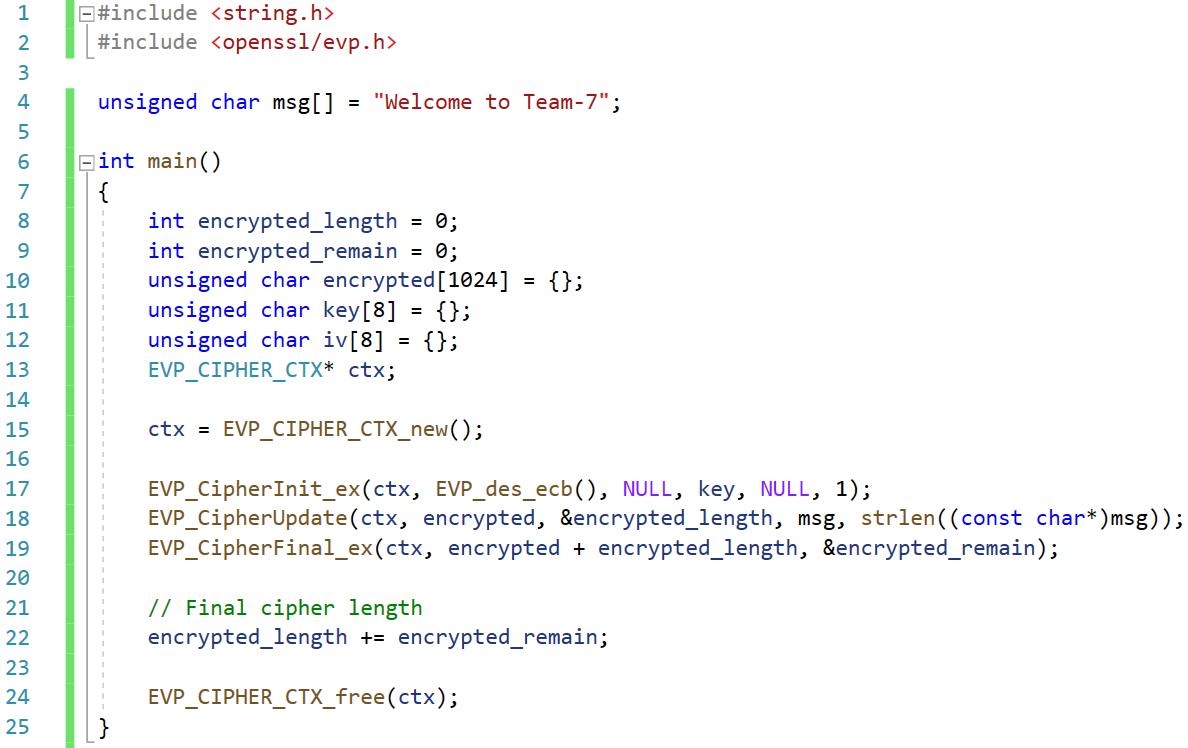 1 #include <string.h>
2 #include <openssl/evp.h>
3
4 unsigned char msg[] = "Welcome to Team-7";
5
6 int main()
7 {
8     int encrypted_length = 0;
9     int encrypted_remain = 0;
10     unsigned char encrypted[1024] = {};
11     unsigned char key[8] = {};
12     unsigned char iv[8] = {};
13     EVP_CIPHER_CTX* ctx;
14
15     ctx = EVP_CIPHER_CTX_new();
16
17     EVP_CipherInit_ex(ctx, EVP_des_ecb(), NULL, key, NULL, 1);
18     EVP_CipherUpdate(ctx, encrypted, &encrypted_length, msg, strlen((const char*)msg));
19     EVP_CipherFinal_ex(ctx, encrypted + encrypted_length, &encrypted_remain);
20
21     // Final cipher length
22     encrypted_length += encrypted_remain;
23
24     EVP_CIPHER_CTX_free(ctx);
25 }